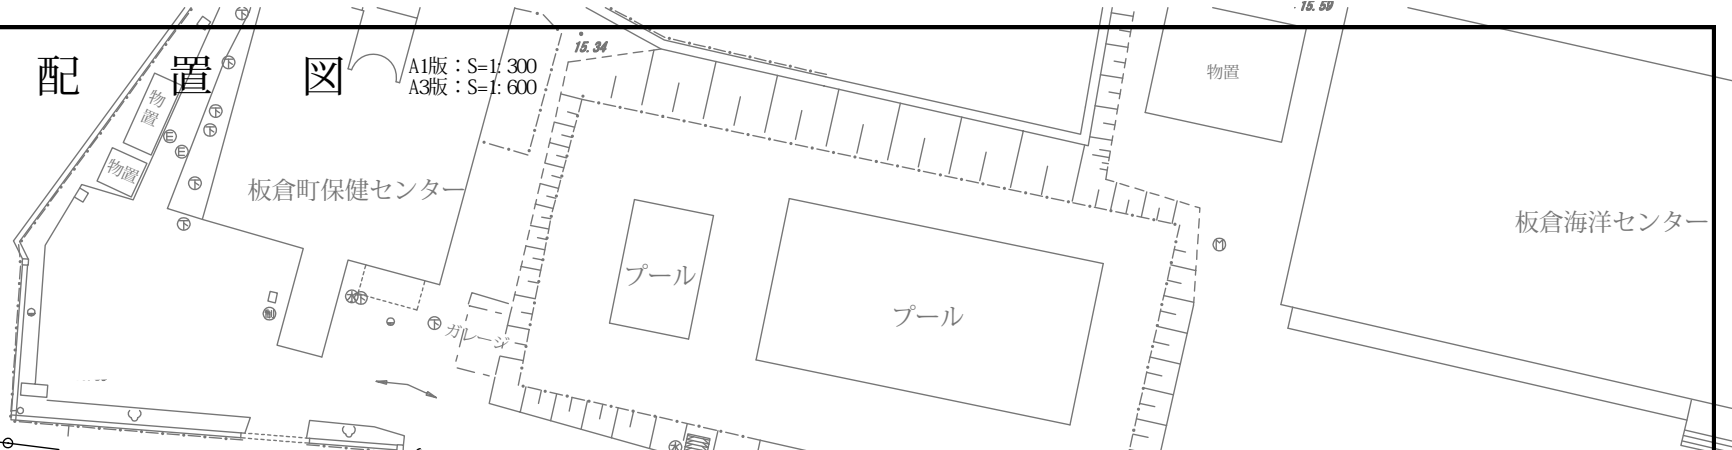 15.59
配 置 図
A1版：S=1:300
A3版：S=1:600
15.34
物置
物置
物置
板倉町保健センター
板倉海洋センター
プール
プール
ガレージ